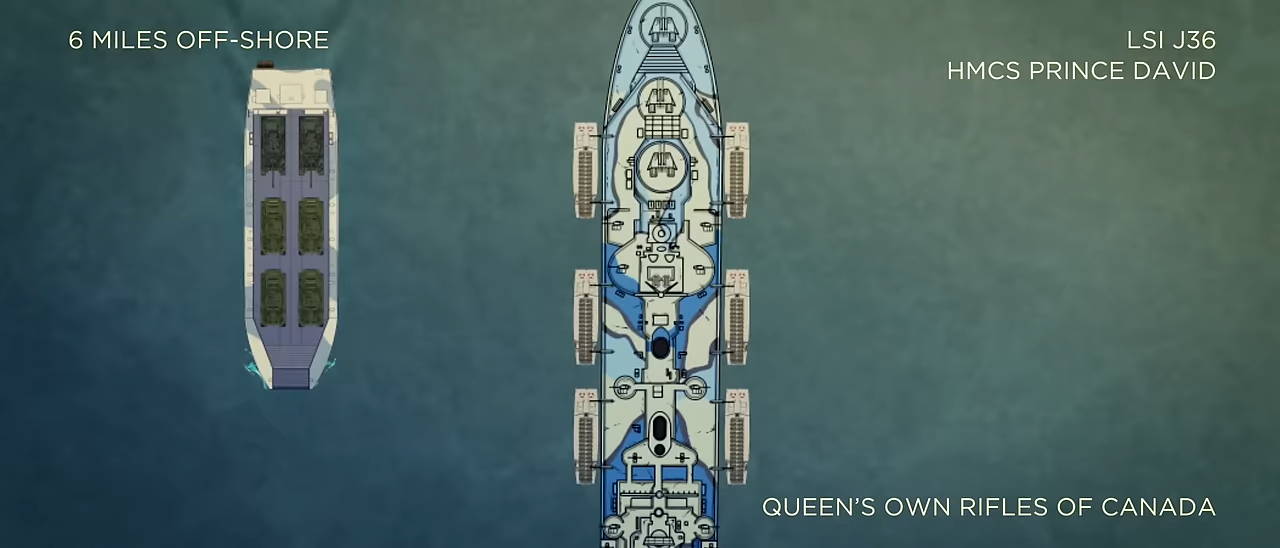 6 MILES OFF-SHORE
LSI J36
HMCS PRINCE DAVID
QUEEN'S OWN RIFLES OF CANADA